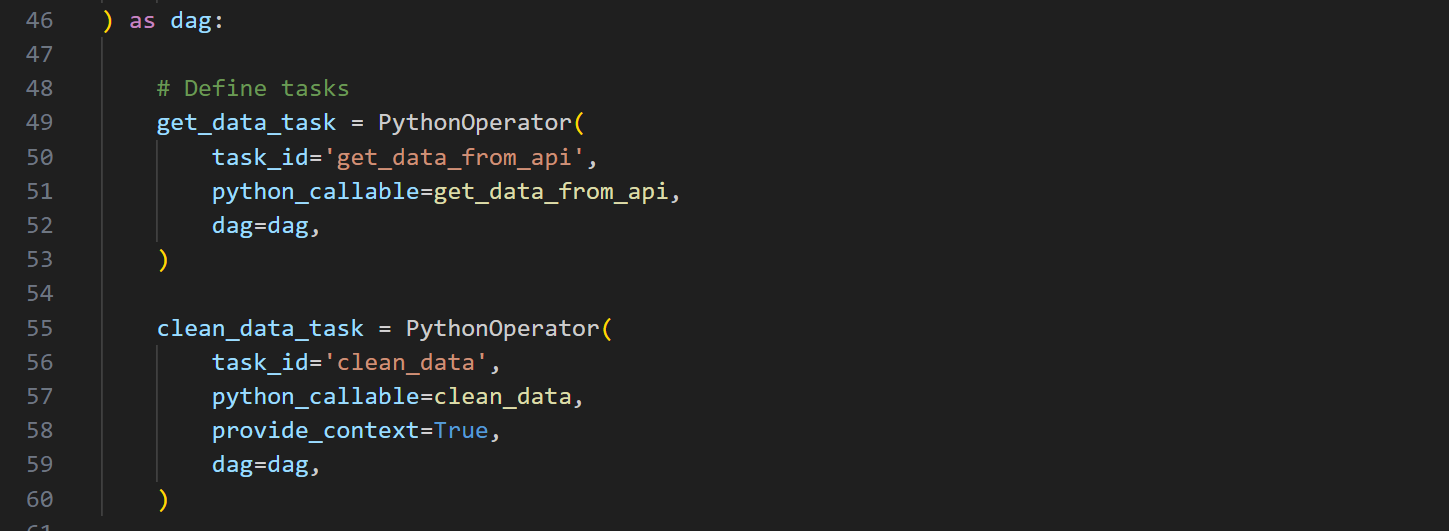 46 ) as dag:
47
48     # Define tasks
49     get_data_task = PythonOperator(
50         task_id='get_data_from_api',
51         python_callable=get_data_from_api,
52         dag=dag,
53     )
54
55     clean_data_task = PythonOperator(
56         task_id='clean_data',
57         python_callable=clean_data,
58         provide_context=True,
59         dag=dag,
60     )
61